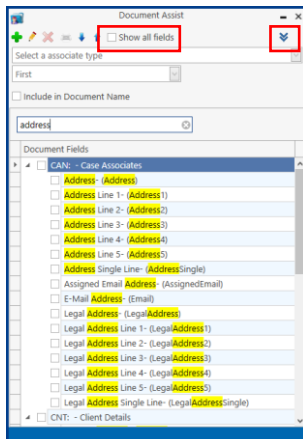 Document Assist
Show all fields
Select a associate type
First
Include in Document Name
address
Document Fields
CAN: - Case Associates
Address- (Address)
Address Line 1- (Address1)
Address Line 2- (Address2)
Address Line 3- (Address3)
Address Line 4- (Address4)
Address Line 5- (Address5)
Address Single Line- (AddressSingle)
Assigned Email Address- (AssignedEmail)
E-Mail Address- (Email)
Legal Address- (LegalAddress)
Legal Address Line 1- (LegalAddress1)
Legal Address Line 2- (LegalAddress2)
Legal Address Line 3- (LegalAddress3)
Legal Address Line 4- (LegalAddress4)
Legal Address Line 5- (LegalAddress5)
Legal Address Single Line- (LegalAddressSingle)
CNT: - Client Details